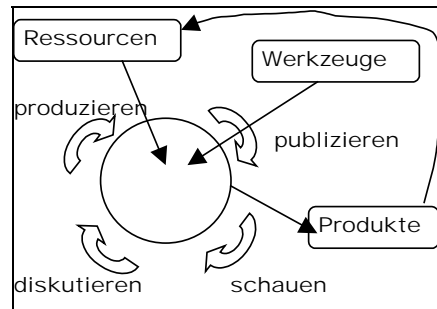 Ressourcen
Werkzeuge
produzieren
publizieren
Produkte
diskutieren
schauen